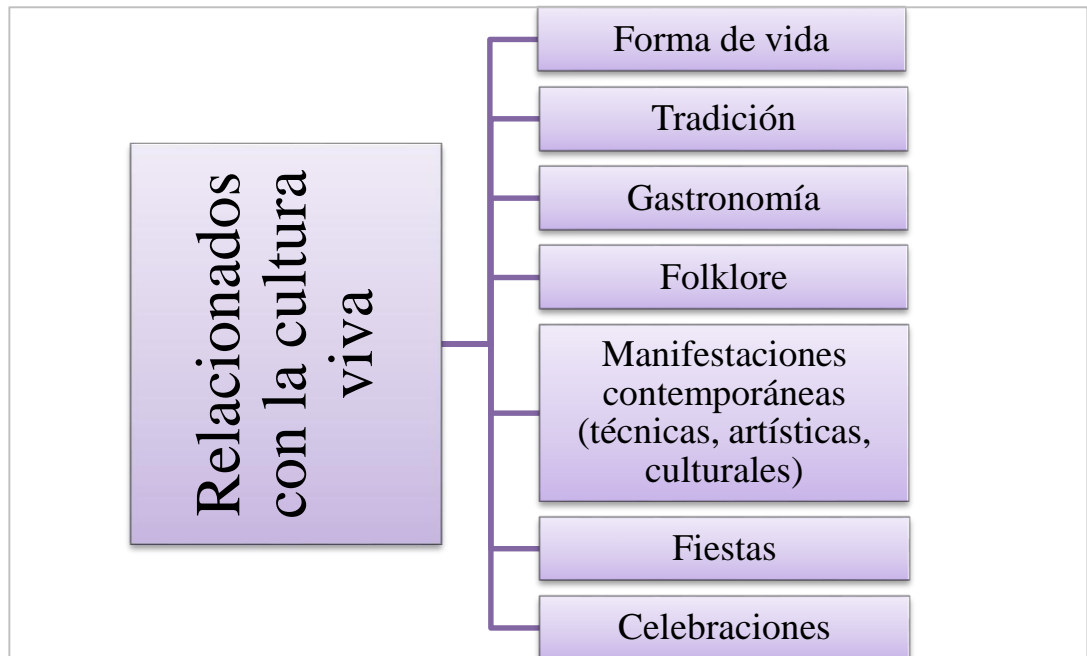 Relacionados
con la cultura
viva
Forma de vida
Tradición
Gastronomía
Folklore
Manifestaciones
contemporáneas
(técnicas, artísticas,
culturales)
Fiestas
Celebraciones